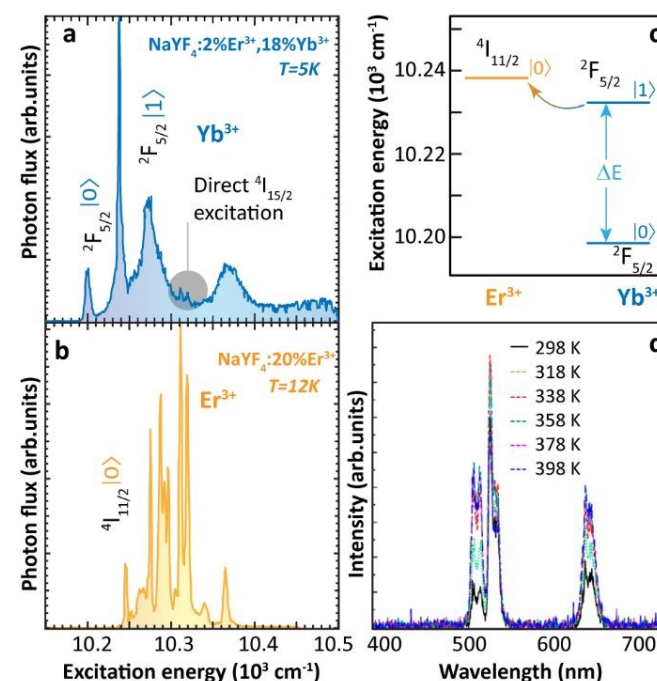 a
NaYF₄:2%Er³⁺,18%Yb³⁺
T=5K
Photon flux (arb.units)
²F₅/₂ |0⟩
²F₅/₂ |1⟩
Yb³⁺
Direct ⁴I₁₅/₂
excitation
b
NaYF₄:20%Er³⁺
T=12K
Er³⁺
Photon flux (arb.units)
⁴I₁₁/₂ |0⟩
10.2 10.3 10.4 10.5
Excitation energy (10³ cm⁻¹)
Excitation energy (10³ cm⁻¹)
10.24
10.22
10.20
⁴I₁₁/₂
|0⟩
²F₅/₂
|1⟩
ΔE
|0⟩
²F₅/₂
Er³⁺ Yb³⁺
Intensity (arb.units)
298 K
318 K
338 K
358 K
378 K
398 K
400 500 600 700
Wavelength (nm)